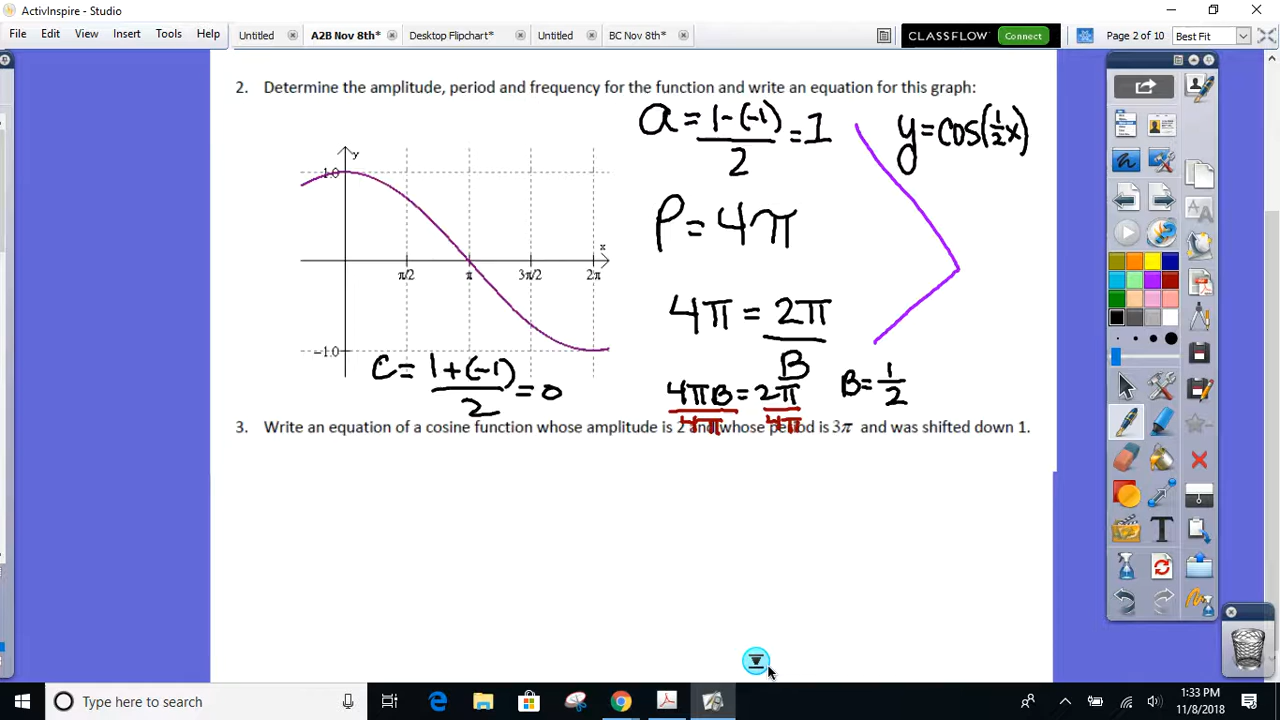 ActivInspire - Studio
File Edit View Insert Tools Help
Untitled × A2B Nov 8th* × Desktop Flipchart* × Untitled × BC Nov 8th* ×
CLASSFLOW Connect
Page 2 of 10 Best Fit
2. Determine the amplitude, period and frequency for the function and write an equation for this graph:
a = 1-(-1)/2 = 1
y = cos(1/2x)
y
1.0
P = 4π
x
π/2 π 3π/2 2π
4π = 2π/B
-1.0
C = 1+(-1)/2 = 0
4πB = 2π
4π 4π
B = 1/2
3. Write an equation of a cosine function whose amplitude is 2 and whose period is 3π and was shifted down 1.
Type here to search
1:33 PM
11/8/2018